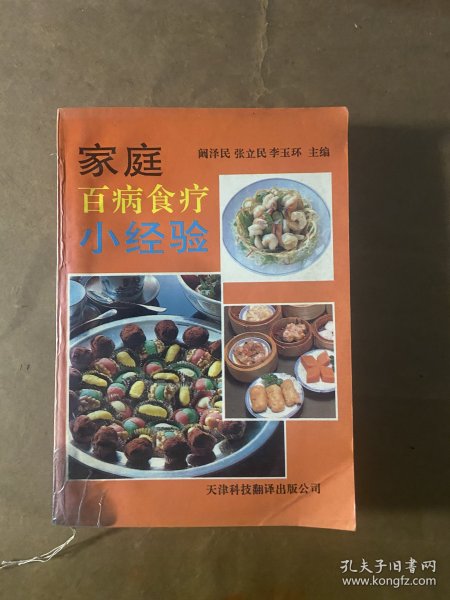 家庭
阚泽民 张立民 李玉环 主编
百病食疗
小经验
天津科技翻译出版公司
孔夫子旧书网
www.kongfz.com